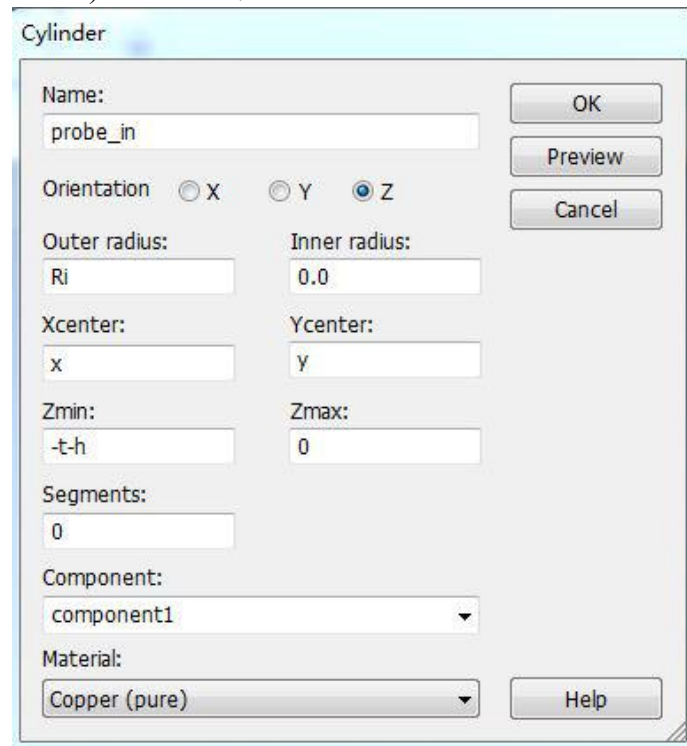 Cylinder
Name:
OK
probe_in
Preview
Orientation X Y Z
Cancel
Outer radius: Inner radius:
Ri 0.0
Xcenter: Ycenter:
x y
Zmin: Zmax:
-t-h 0
Segments:
0
Component:
component1
Material:
Copper (pure) Help